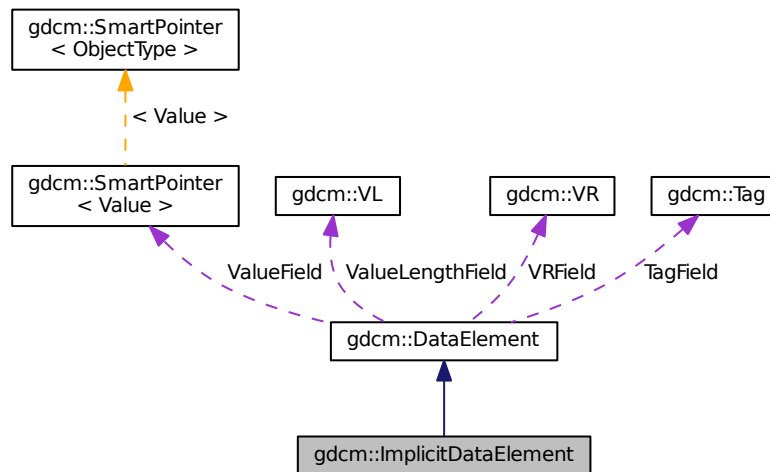 gdcm::SmartPointer
< ObjectType >
< Value >
gdcm::SmartPointer
< Value >
gdcm::VL
gdcm::VR
gdcm::Tag
ValueField
ValueLengthField
VRField
TagField
gdcm::DataElement
gdcm::ImplicitDataElement